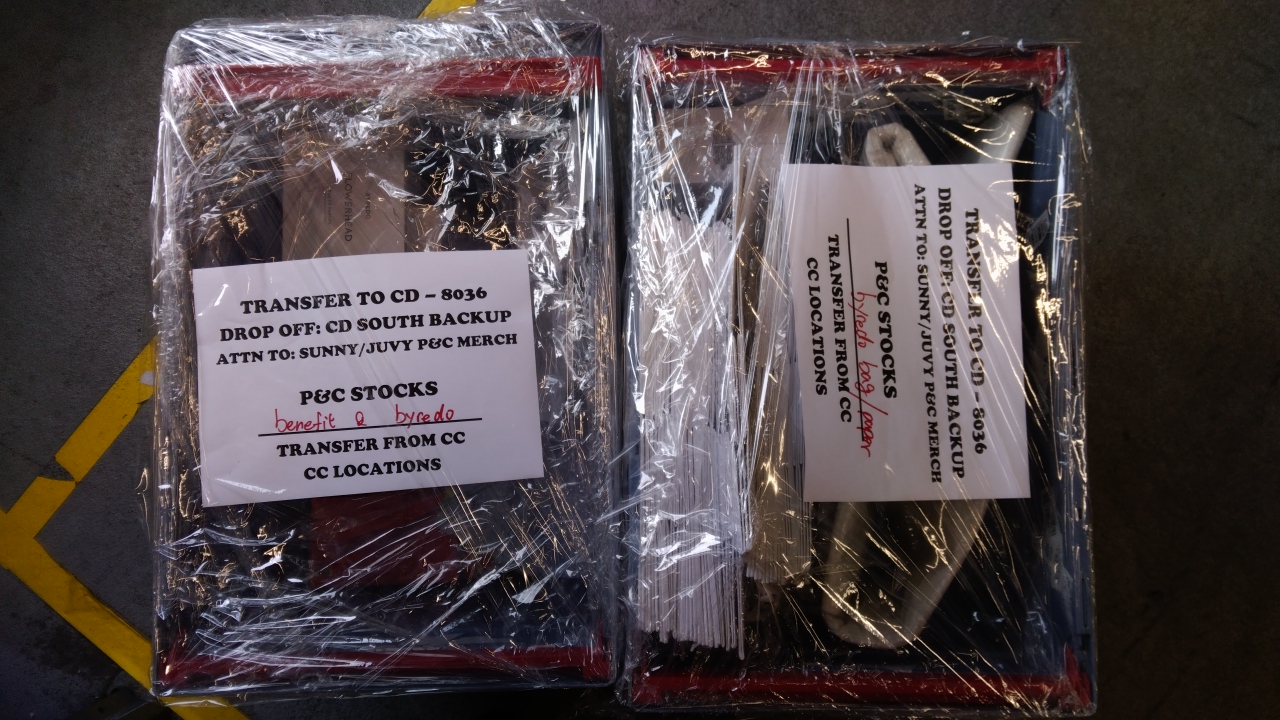 TRANSFER TO CD – 8036
DROP OFF: CD SOUTH BACKUP
ATTN TO: SUNNY/JUVY P&C MERCH
P&C STOCKS
benefit & byredo
TRANSFER FROM CC
CC LOCATIONS
TRANSFER TO CD – 8036
DROP OFF: CD SOUTH BACKUP
ATTN TO: SUNNY/JUVY P&C MERCH
P&C STOCKS
byredo bag/paper
TRANSFER FROM CC
CC LOCATIONS